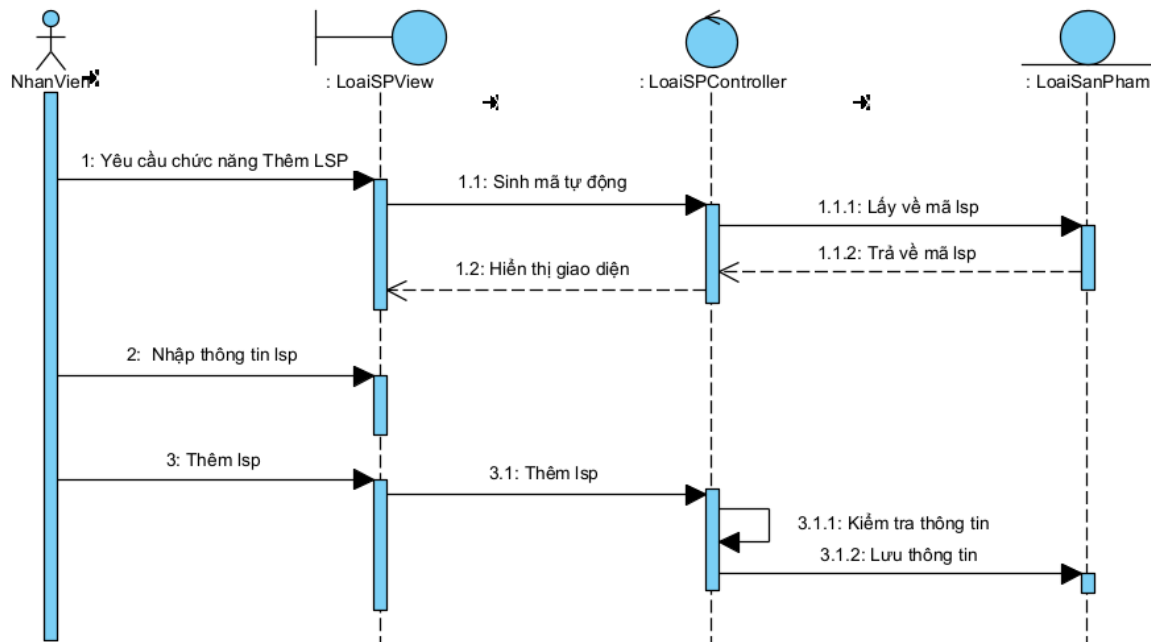 NhanVien
: LoaiSPView
: LoaiSPController
: LoaiSanPham
1: Yêu cầu chức năng Thêm LSP
1.1: Sinh mã tự động
1.1.1: Lấy về mã lsp
1.1.2: Trả về mã lsp
1.2: Hiển thị giao diện
2: Nhập thông tin lsp
3: Thêm lsp
3.1: Thêm lsp
3.1.1: Kiểm tra thông tin
3.1.2: Lưu thông tin